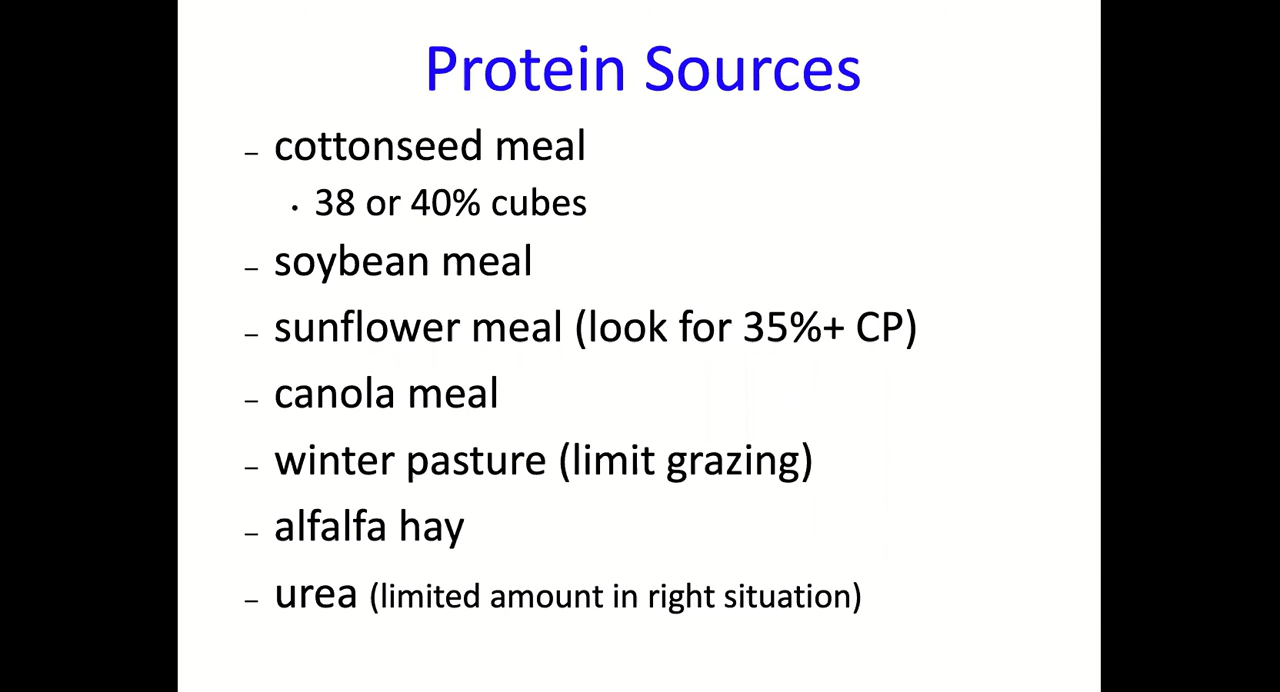 Protein Sources
– cottonseed meal
• 38 or 40% cubes
– soybean meal
– sunflower meal (look for 35%+ CP)
– canola meal
– winter pasture (limit grazing)
– alfalfa hay
– urea (limited amount in right situation)